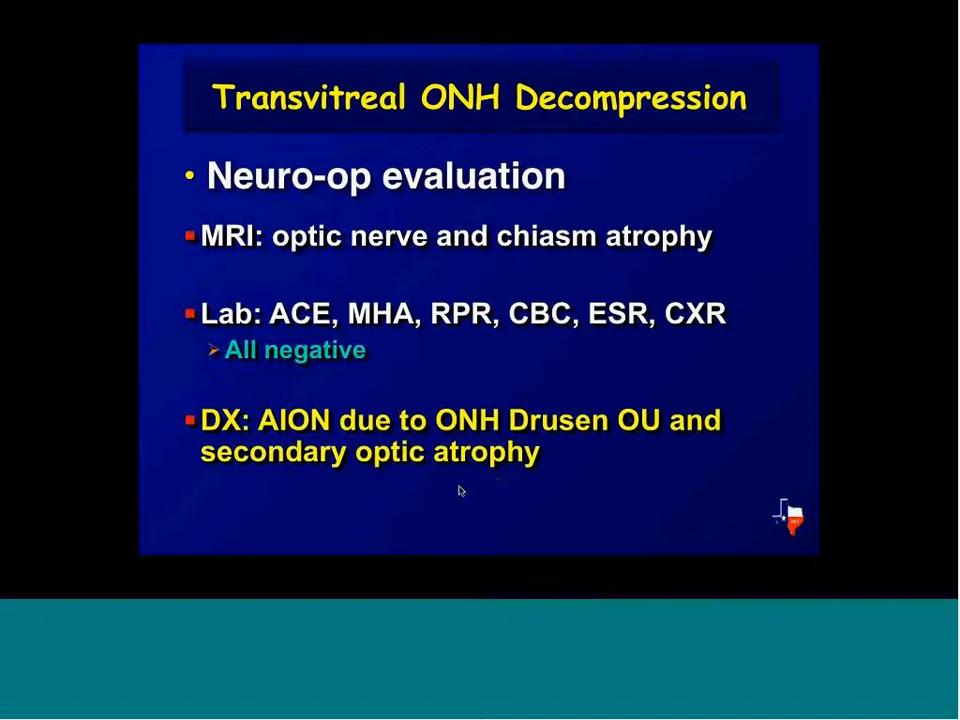 Transvitreal ONH Decompression
• Neuro-op evaluation
▪ MRI: optic nerve and chiasm atrophy
▪ Lab: ACE, MHA, RPR, CBC, ESR, CXR
➢ All negative
▪ DX: AION due to ONH Drusen OU and
secondary optic atrophy